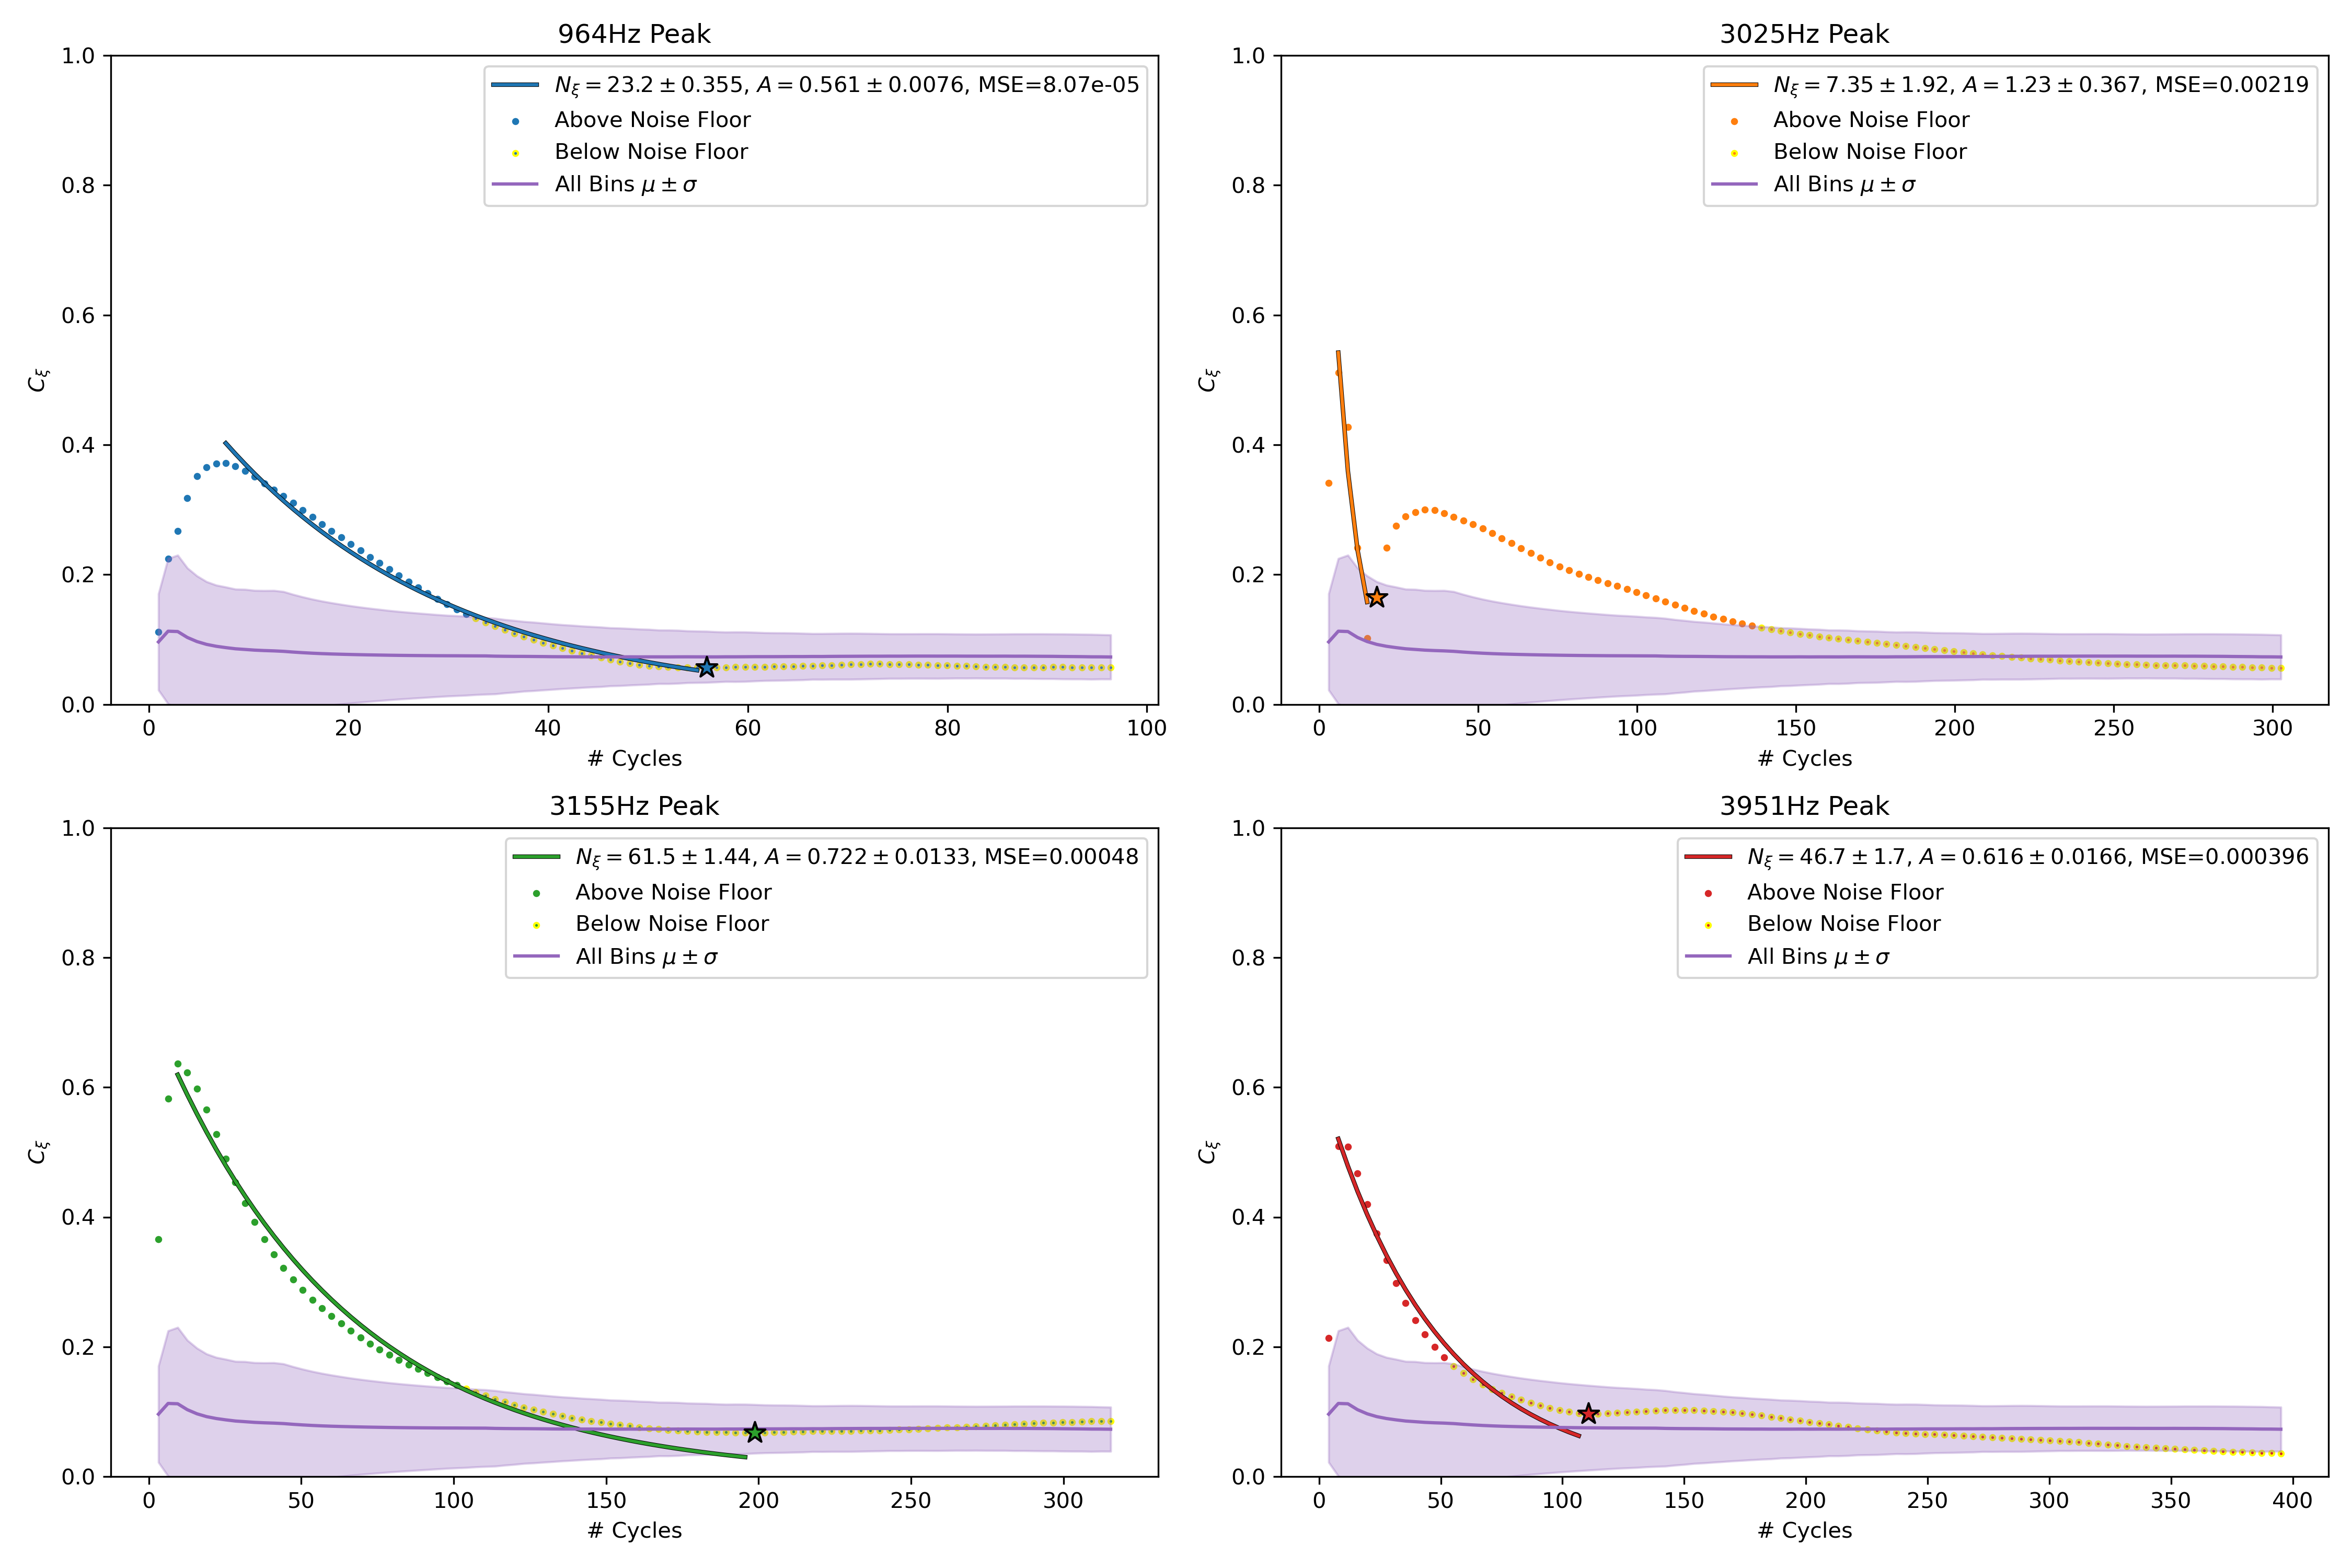 964Hz Peak
1.0
0.8
0.6
0.4
0.2
0.0
C_ξ
N_ξ = 23.2 ± 0.355, A = 0.561 ± 0.0076, MSE=8.07e-05
Above Noise Floor
Below Noise Floor
All Bins μ ± σ
0 20 40 60 80 100
# Cycles
3025Hz Peak
1.0
0.8
0.6
0.4
0.2
0.0
C_ξ
N_ξ = 7.35 ± 1.92, A = 1.23 ± 0.367, MSE=0.00219
Above Noise Floor
Below Noise Floor
All Bins μ ± σ
0 50 100 150 200 250 300
# Cycles
3155Hz Peak
1.0
0.8
0.6
0.4
0.2
0.0
C_ξ
N_ξ = 61.5 ± 1.44, A = 0.722 ± 0.0133, MSE=0.00048
Above Noise Floor
Below Noise Floor
All Bins μ ± σ
0 50 100 150 200 250 300
# Cycles
3951Hz Peak
1.0
0.8
0.6
0.4
0.2
0.0
C_ξ
N_ξ = 46.7 ± 1.7, A = 0.616 ± 0.0166, MSE=0.000396
Above Noise Floor
Below Noise Floor
All Bins μ ± σ
0 50 100 150 200 250 300 350 400
# Cycles